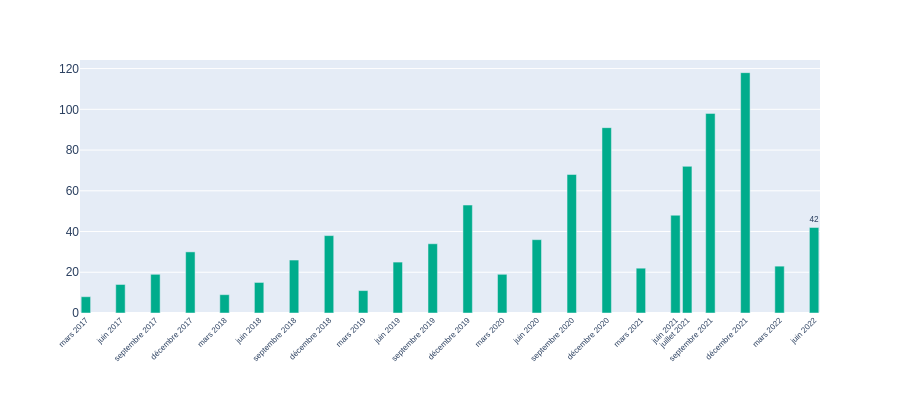 120
100
80
60
40
20
0
42
mars 2017
juin 2017
septembre 2017
décembre 2017
mars 2018
juin 2018
septembre 2018
décembre 2018
mars 2019
juin 2019
septembre 2019
décembre 2019
mars 2020
juin 2020
septembre 2020
décembre 2020
mars 2021
juin 2021
juillet 2021
septembre 2021
décembre 2021
mars 2022
juin 2022